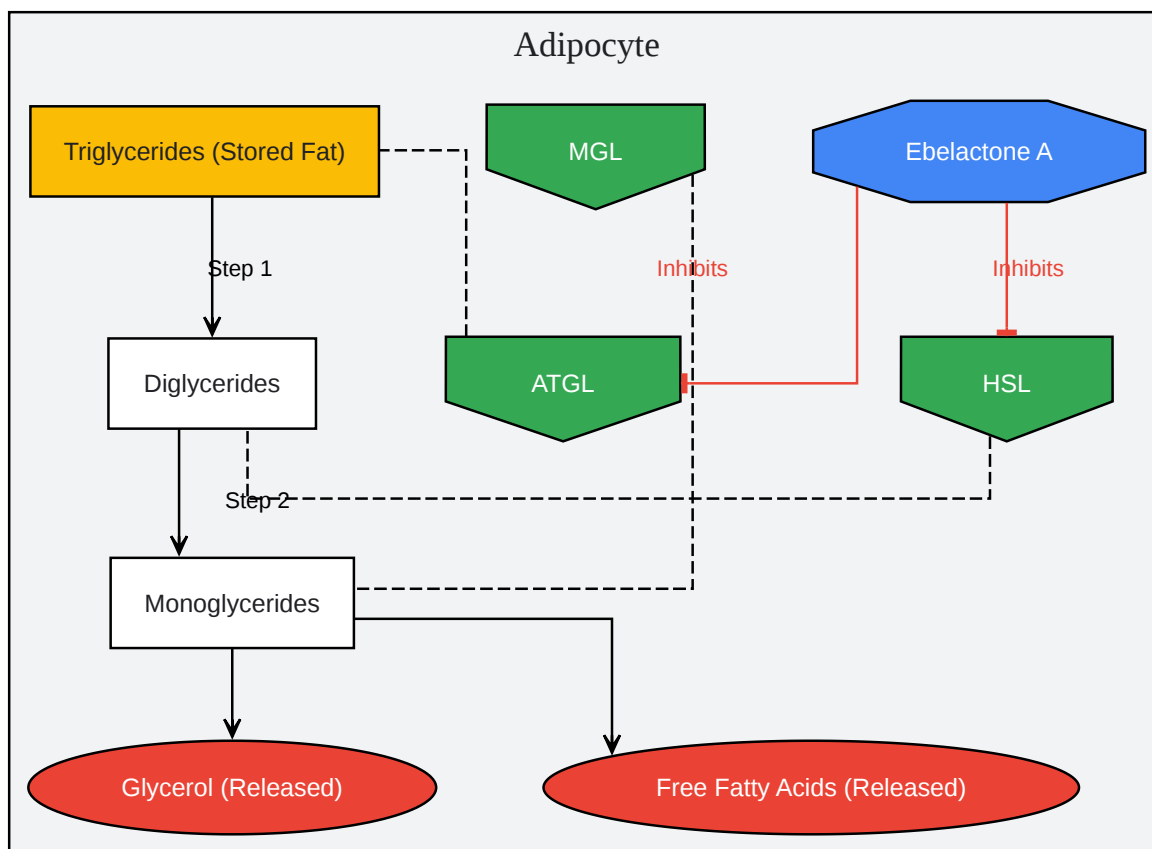 Adipocyte
Triglycerides (Stored Fat)
MGL
Ebelactone A
Step 1
Inhibits
Inhibits
Diglycerides
ATGL
HSL
Step 2
Monoglycerides
Glycerol (Released)
Free Fatty Acids (Released)